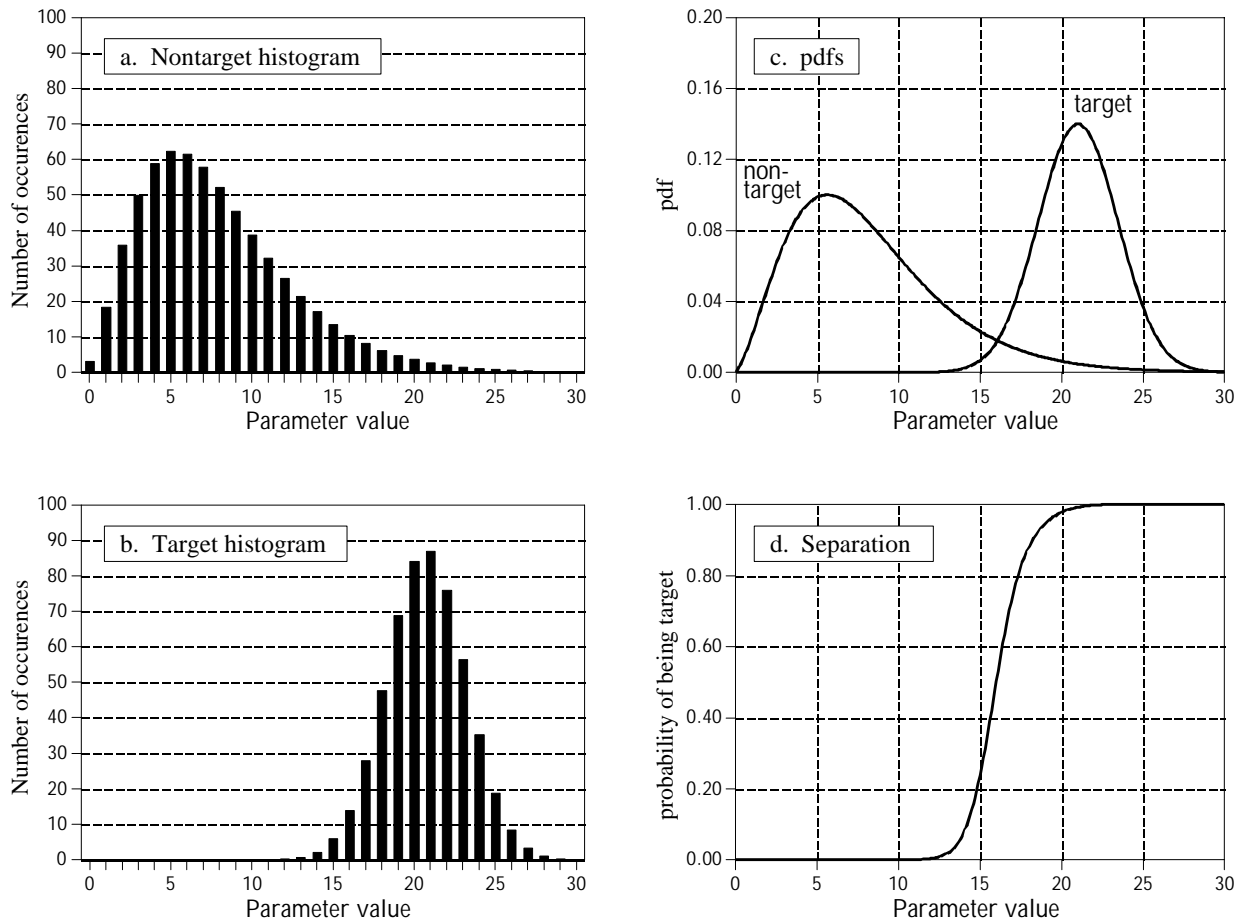 a. Nontarget histogram
Number of occurences
100
90
80
70
60
50
40
30
20
10
0
0 5 10 15 20 25 30
Parameter value
c. pdfs
pdf
0.20
0.16
0.12
0.08
0.04
0.00
non-
target
target
0 5 10 15 20 25 30
Parameter value
b. Target histogram
Number of occurences
100
90
80
70
60
50
40
30
20
10
0
0 5 10 15 20 25 30
Parameter value
d. Separation
probability of being target
1.00
0.80
0.60
0.40
0.20
0.00
0 5 10 15 20 25 30
Parameter value